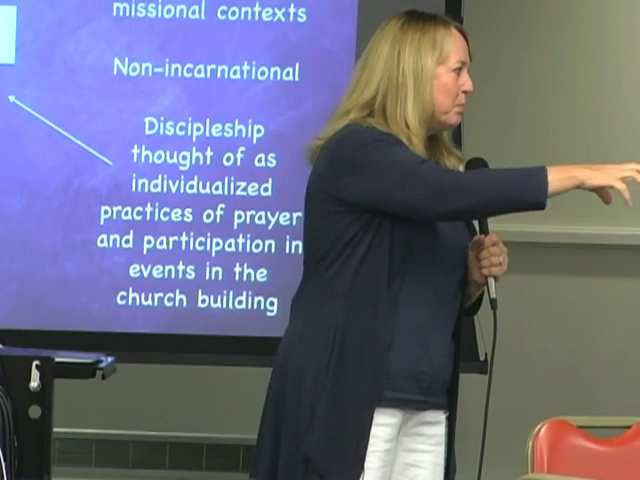 missional contexts
Non-incarnational
Discipleship
thought of as
individualized
practices of prayer
and participation in
events in the
church building